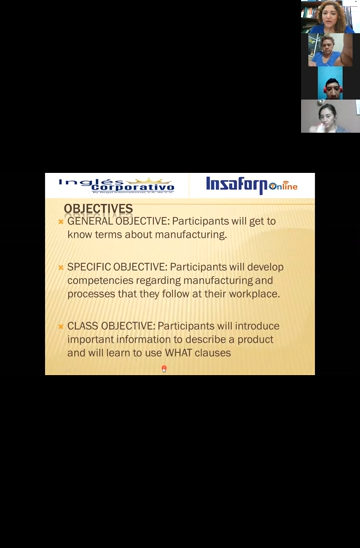 Inglés
Corporativo
Insaforp Online
OBJECTIVES
GENERAL OBJECTIVE: Participants will get to
know terms about manufacturing.
SPECIFIC OBJECTIVE: Participants will develop
competencies regarding manufacturing and
processes that they follow at their workplace.
CLASS OBJECTIVE: Participants will introduce
important information to describe a product
and will learn to use WHAT clauses